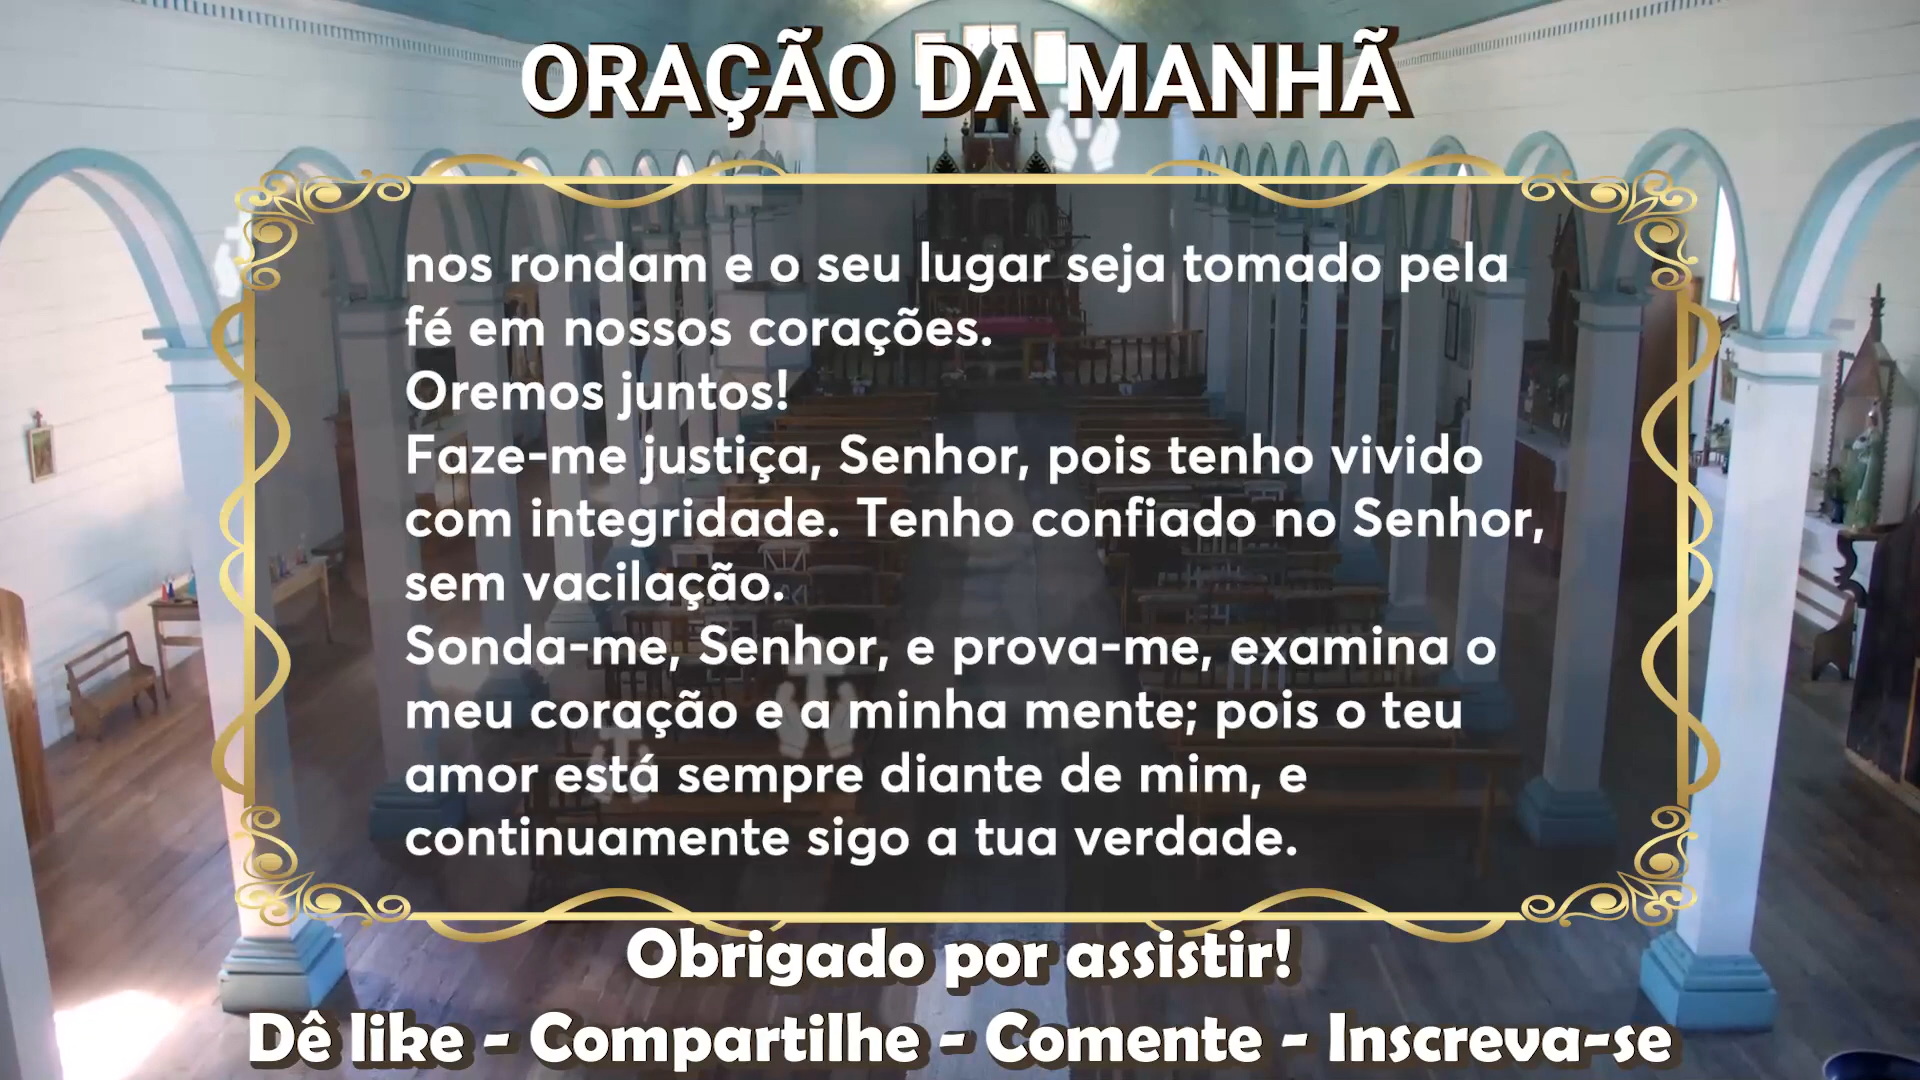 ORAÇÃO DA MANHÃ
nos rondam e o seu lugar seja tomado pela
fé em nossos corações.
Oremos juntos!
Faze-me justiça, Senhor, pois tenho vivido
com integridade. Tenho confiado no Senhor,
sem vacilação.
Sonda-me, Senhor, e prova-me, examina o
meu coração e a minha mente; pois o teu
amor está sempre diante de mim, e
continuamente sigo a tua verdade.
Obrigado por assistir!
Dê like - Compartilhe - Comente - Inscreva-se